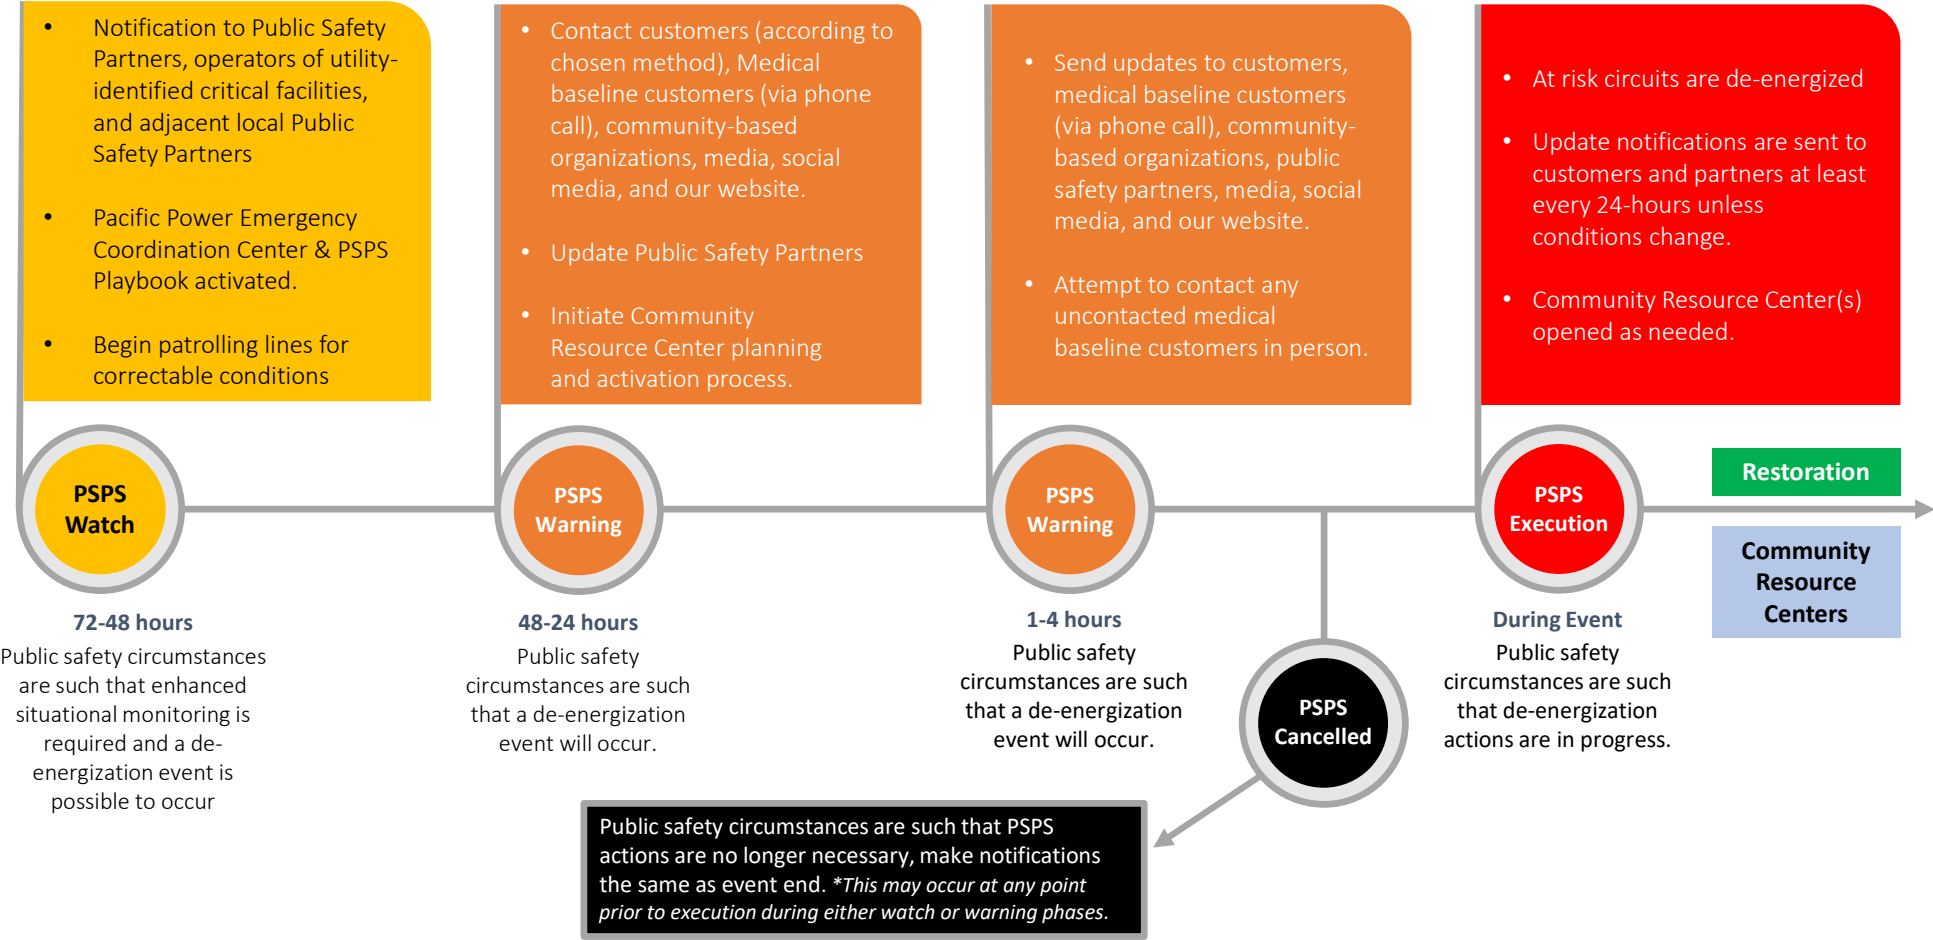 • Notification to Public Safety
Partners, operators of utility-
identified critical facilities,
and adjacent local Public
Safety Partners
• Pacific Power Emergency
Coordination Center & PSPS
Playbook activated.
• Begin patrolling lines for
correctable conditions
• Contact customers (according to
chosen method), Medical
baseline customers (via phone
call), community-based
organizations, media, social
media, and our website.
• Update Public Safety Partners
• Initiate Community
Resource Center planning
and activation process.
• Send updates to customers,
medical baseline customers
(via phone call), community-
based organizations, public
safety partners, media, social
media, and our website.
• Attempt to contact any
uncontacted medical
baseline customers in person.
• At risk circuits are de-energized
• Update notifications are sent to
customers and partners at least
every 24-hours unless
conditions change.
• Community Resource Center(s)
opened as needed.
PSPS
Watch
PSPS
Warning
PSPS
Warning
PSPS
Execution
Restoration
Community
Resource
Centers
72-48 hours
Public safety circumstances
are such that enhanced
situational monitoring is
required and a de-
energization event is
possible to occur
48-24 hours
Public safety
circumstances are such
that a de-energization
event will occur.
1-4 hours
Public safety
circumstances are such
that a de-energization
event will occur.
During Event
Public safety
circumstances are such
that de-energization
actions are in progress.
PSPS
Cancelled
Public safety circumstances are such that PSPS
actions are no longer necessary, make notifications
the same as event end. *This may occur at any point
prior to execution during either watch or warning phases.